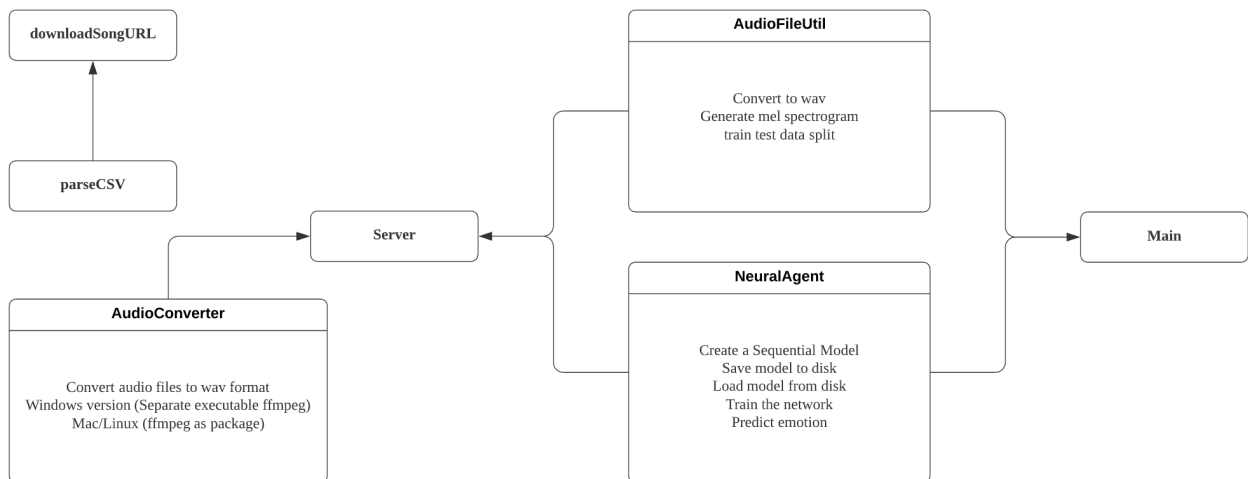 downloadSongURL
parseCSV
AudioConverter
Convert audio files to wav format
Windows version (Separate executable ffmpeg)
Mac/Linux (ffmpeg as package)
Server
AudioFileUtil
Convert to wav
Generate mel spectrogram
train test data split
NeuralAgent
Create a Sequential Model
Save model to disk
Load model from disk
Train the network
Predict emotion
Main